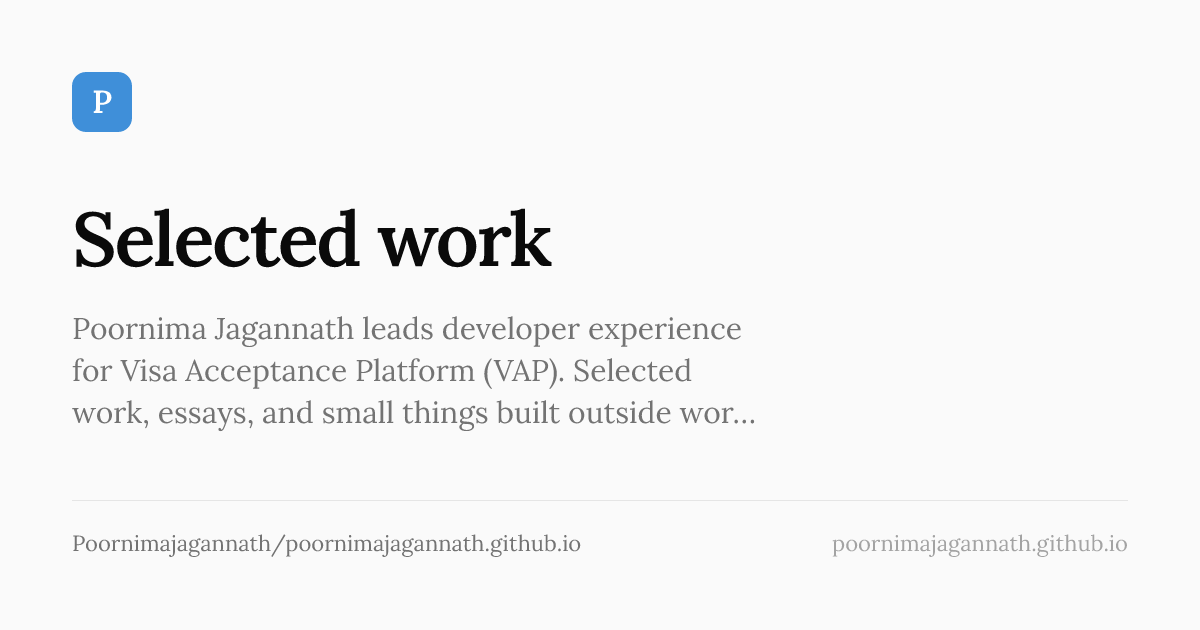 P
Selected work
Poornima Jagannath leads developer experience
for Visa Acceptance Platform (VAP). Selected
work, essays, and small things built outside wor…
Poornimajagannath/poornimajagannath.github.io
poornimajagannath.github.io